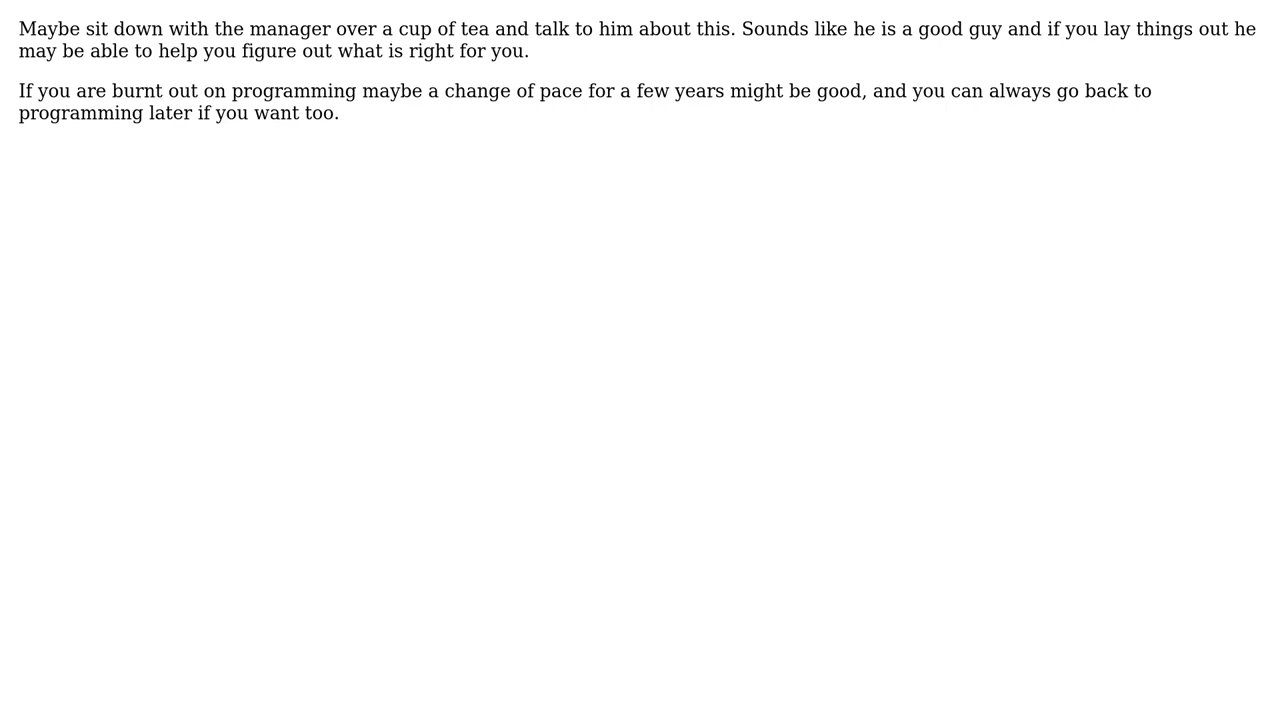 Maybe sit down with the manager over a cup of tea and talk to him about this. Sounds like he is a good guy and if you lay things out he
may be able to help you figure out what is right for you.
If you are burnt out on programming maybe a change of pace for a few years might be good, and you can always go back to
programming later if you want too.